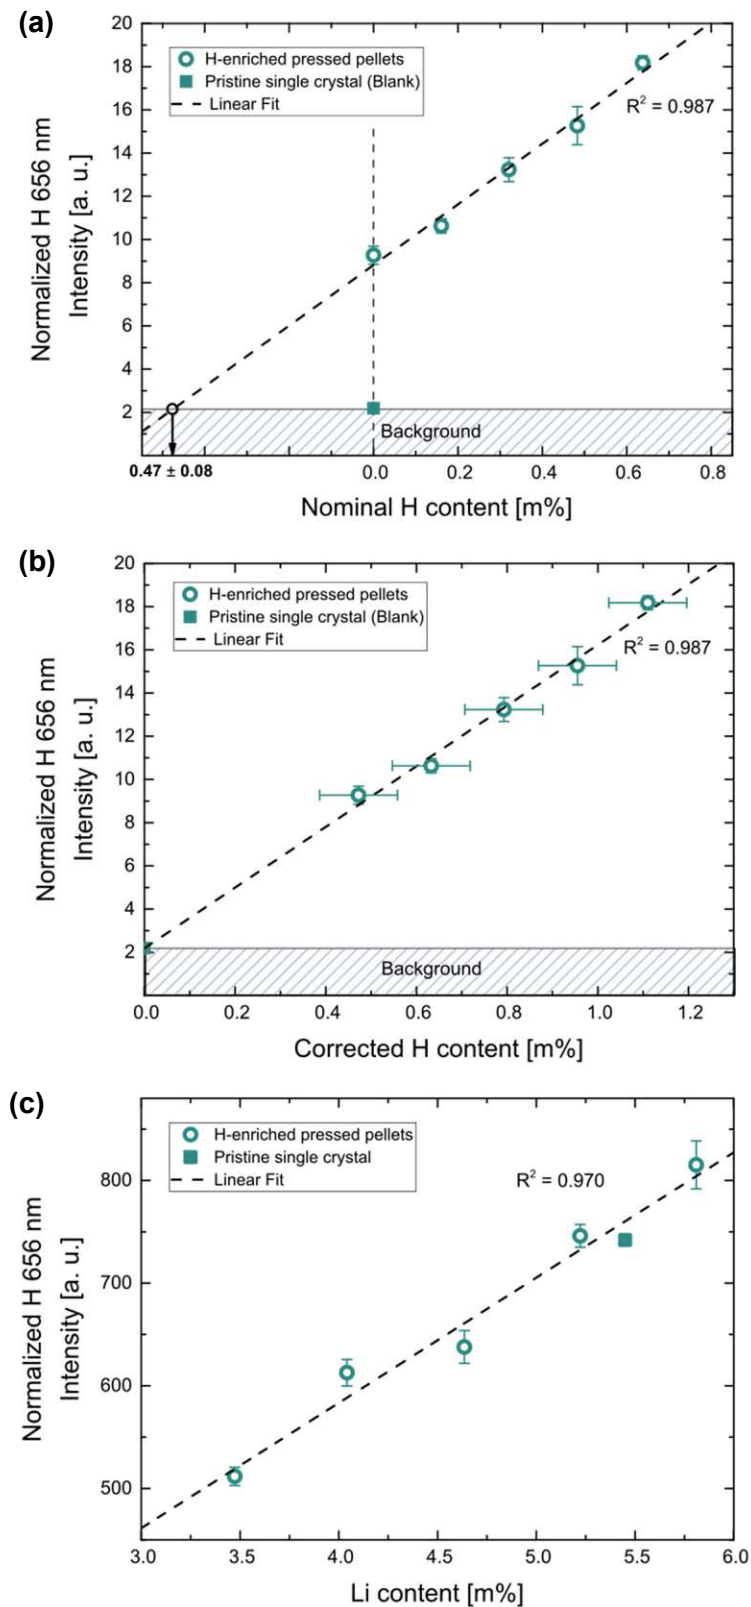 (a)
20
18
16
14
12
10
8
6
4
2
Normalized H 656 nm
Intensity [a. u.]
H-enriched pressed pellets
Pristine single crystal (Blank)
Linear Fit
R² = 0.987
Background
0.47 ± 0.08
0.0 0.2 0.4 0.6 0.8
Nominal H content [m%]
(b)
20
18
16
14
12
10
8
6
4
2
Normalized H 656 nm
Intensity [a. u.]
H-enriched pressed pellets
Pristine single crystal (Blank)
Linear Fit
R² = 0.987
Background
0.0 0.2 0.4 0.6 0.8 1.0 1.2
Corrected H content [m%]
(c)
800
700
600
500
Normalized H 656 nm
Intensity [a. u.]
H-enriched pressed pellets
Pristine single crystal
Linear Fit
R² = 0.970
3.0 3.5 4.0 4.5 5.0 5.5 6.0
Li content [m%]